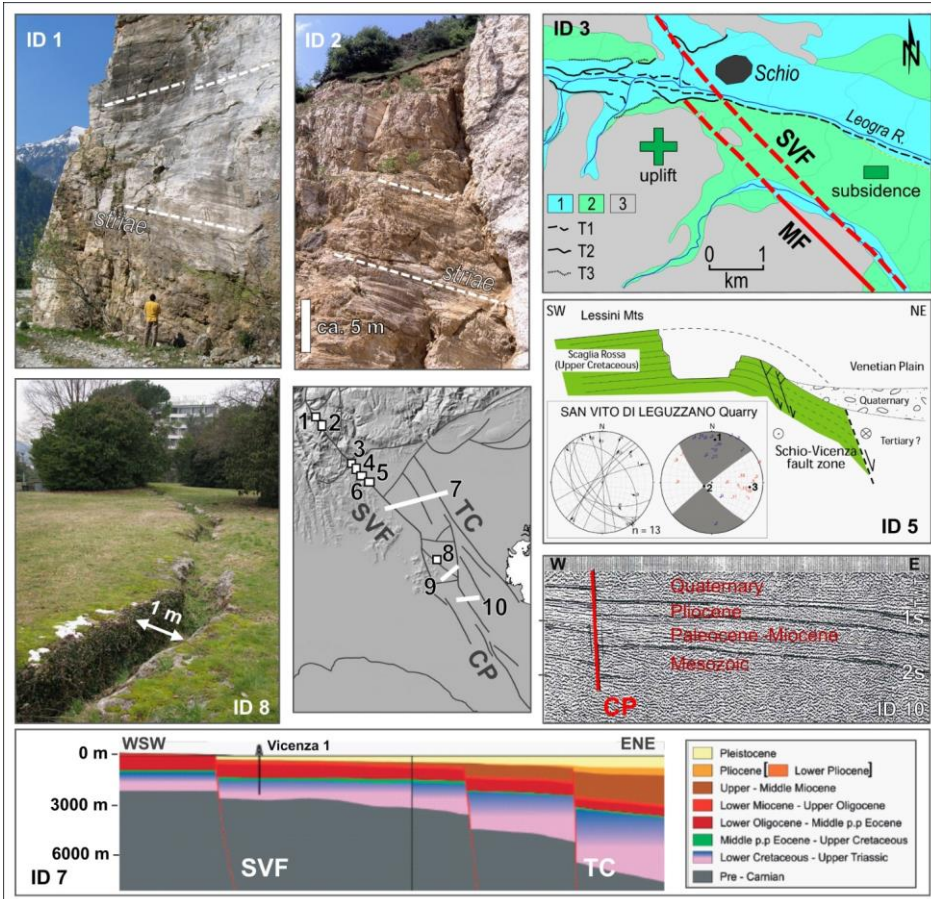 ID 1
striae
ID 2
striae
ca. 5 m
ID 3
N
Schio
Leogra R.
SVF
MF
uplift
subsidence
1 2 3
T1
T2
T3
0 1
km
SW NE
Lessini Mts
Scaglia Rossa
(Upper Cretaceous)
Venetian Plain
Quaternary
SAN VITO DI LEGUZZANO Quarry
N N
1
2
3
n = 13
Tertiary ?
Schio-Vicenza
fault zone
ID 5
1 m
ID 8
1 2
3
4
5
6
7
8
9
10
SVF
TC
CP
W E
Quaternary
Pliocene
1s
Paleocene -Miocene
Mesozoic
2s
CP
ID 10
WSW ENE
Vicenza 1
0 m
3000 m
6000 m
SVF TC
ID 7
Pleistocene
Pliocene [ Lower Pliocene ]
Upper - Middle Miocene
Lower Miocene - Upper Oligocene
Lower Oligocene - Middle p.p Eocene
Middle p.p Eocene - Upper Cretaceous
Lower Cretaceous - Upper Triassic
Pre - Carnian